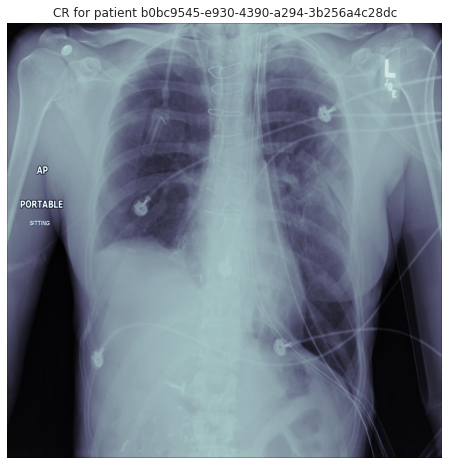 CR for patient b0bc9545-e930-4390-a294-3b256a4c28dc
L
AP
PORTABLE
SITTING